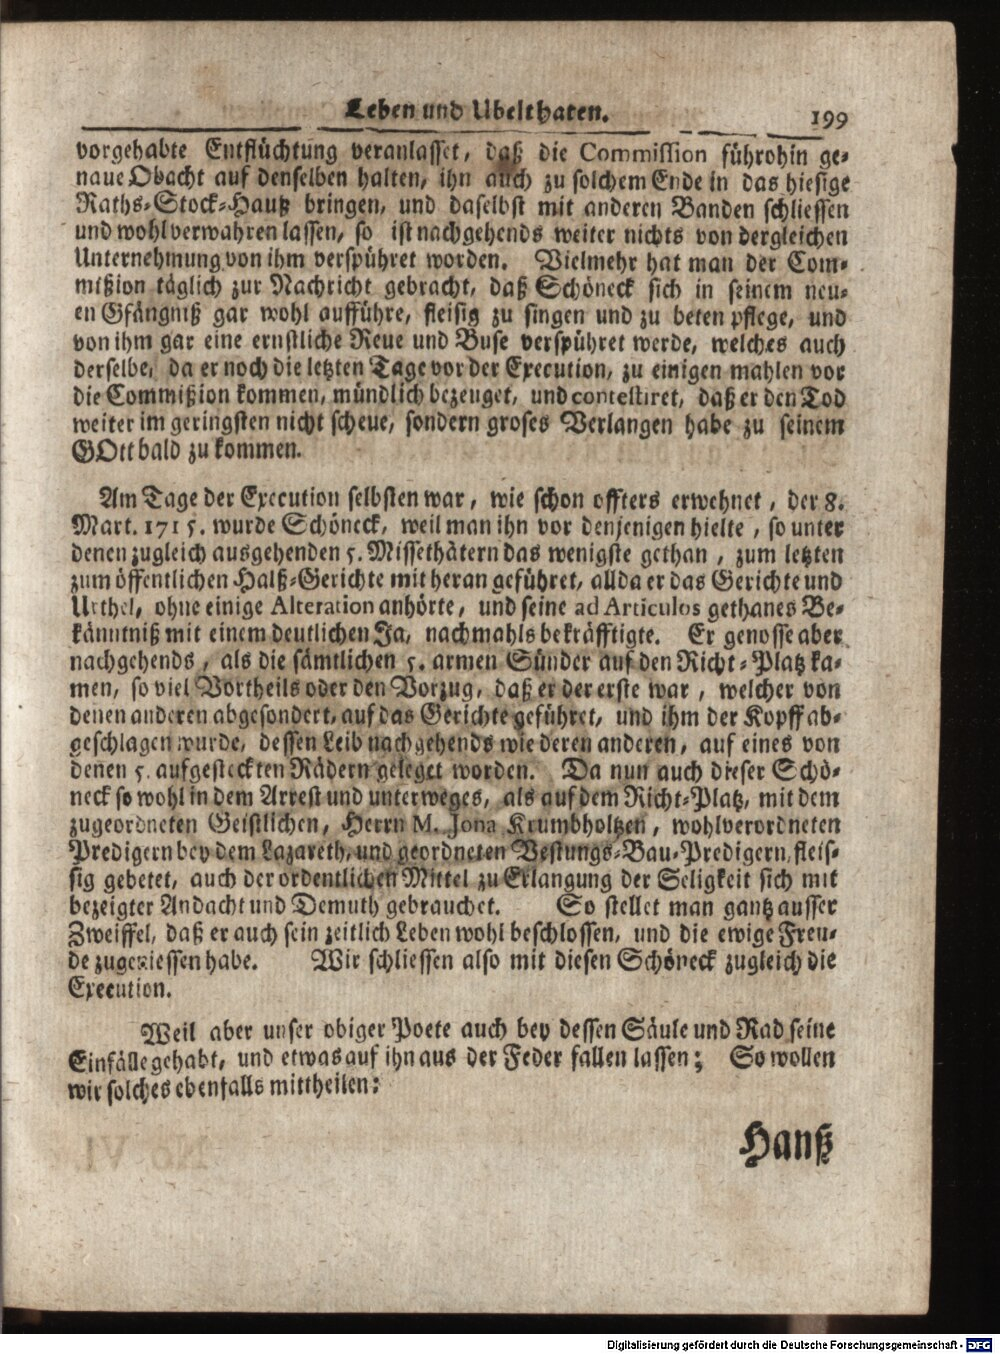 Leben und Ubelthaten. 199
vorgehabte Entflüchtung veranlasset, daß die Commission führohin ge-
naue Obacht auf denselben halten, ihn auch zu solchem Ende in das hiesige
Raths-Stock-Hautz bringen, und daselbst mit anderen Banden schliessen
und wohl verwahren lassen, so ist nachgehends weiter nichts von dergleichen
Unternehmung von ihm verspühret worden. Vielmehr hat man der Com-
mißion täglich zur Nachricht gebracht, daß Schöneck sich in seinem neu-
en Gfängniß gar wohl aufführe, fleisig zu singen und zu beten pflege, und
von ihm gar eine ernstliche Reue und Buse verspühret werde, welches auch
derselbe, da er noch die letzten Tage vor der Execution, zu einigen mahlen vor
die Commißion kommen, mündlich bezeuget, und contestiret, daß er den Tod
weiter im geringsten nicht scheue, sondern groses Verlangen habe zu seinem
GOtt bald zu kommen.
Am Tage der Execution selbsten war, wie schon offters erwehnet, der 8.
Mart. 1715. wurde Schöneck, weil man ihn vor denjenigen hielte, so unter
denen zugleich ausgehenden 5. Missethätern das wenigste gethan, zum letzten
zum öffentlichen Halß-Gerichte mit heran geführet, allda er das Gerichte und
Urthel, ohne einige Alteration anhörte, und seine ad Articulos gethanes Be-
känntniß mit einem deutlichen Ja, nachmahls bekräfftigte. Er genosse aber
nachgehends, als die sämtlichen 5. armen Sünder auf den Richt-Platz ka-
men, so viel Vortheils oder den Vorzug, daß er der erste war, welcher von
denen anderen abgesondert, auf das Gerichte geführet, und ihm der Kopff ab-
geschlagen wurde, dessen Leib nachgehends wie deren anderen, auf eines von
denen 5. aufgesteckten Rädern geleget worden. Da nun auch dieser Schö-
neck so wohl in dem Arrest und unterweges, als auf dem Richt-Platz, mit dem
zugeordneten Geistlichen, Herrn M. Jona Krumbholtzen, wohlverordneten
Predigern bey dem Lazareth, und geordneten Vestungs-Bau-Predigern, fleis-
sig gebetet, auch der ordentlichen Mittel zu Erlangung der Seligkeit sich mit
bezeigter Andacht und Demuth gebrauchet. So stellet man gantz ausser
Zweiffel, daß er auch sein zeitlich Leben wohl beschlossen, und die ewige Freu-
de zugeniessen habe. Wir schliessen also mit diesen Schöneck zugleich die
Execution.
Weil aber unser obiger Poete auch bey dessen Säule und Rad seine
Einfälle gehabt, und etwas auf ihn aus der Feder fallen lassen; So wollen
wir solches ebenfalls mittheilen:
Hanß
Digitalisierung gefördert durch die Deutsche Forschungsgemeinschaft - DFG